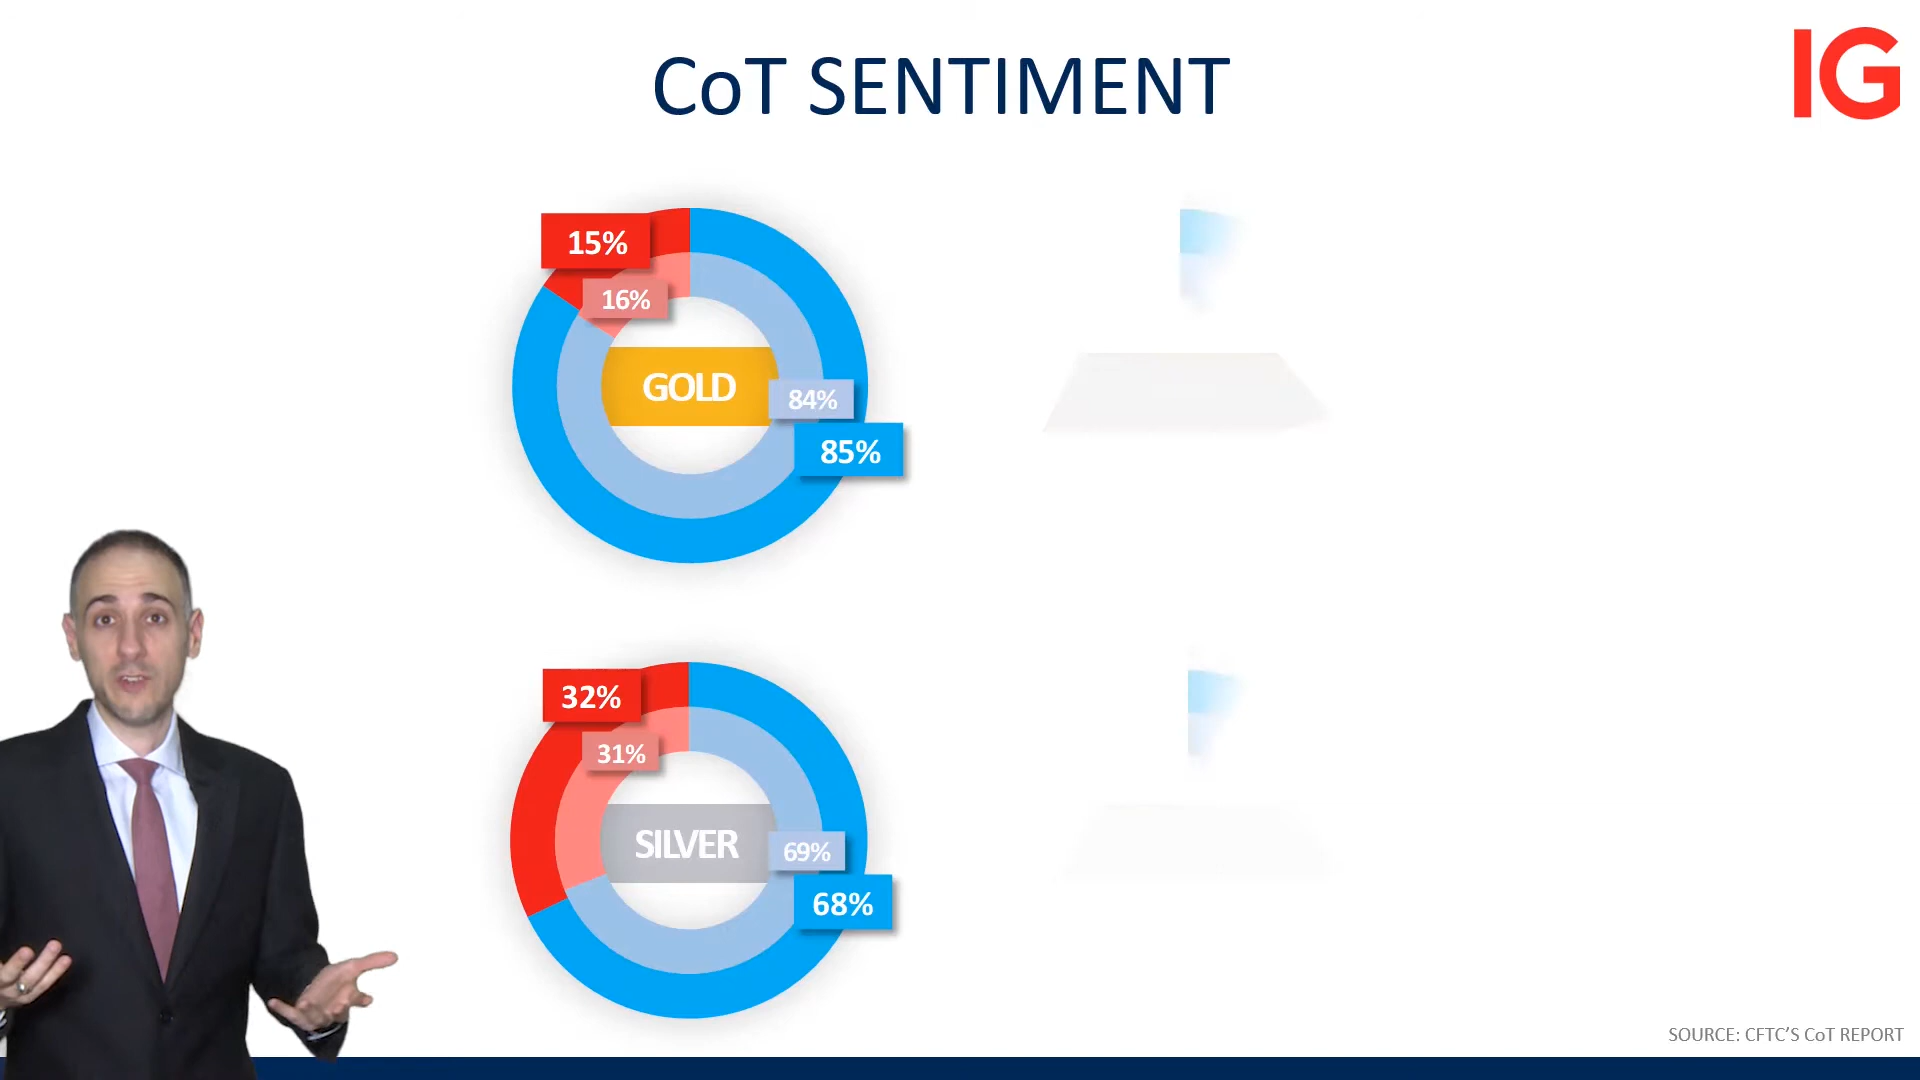 CoT SENTIMENT
IG
15%
16%
GOLD
84%
85%
32%
31%
SILVER
69%
68%
SOURCE: CFTC'S CoT REPORT